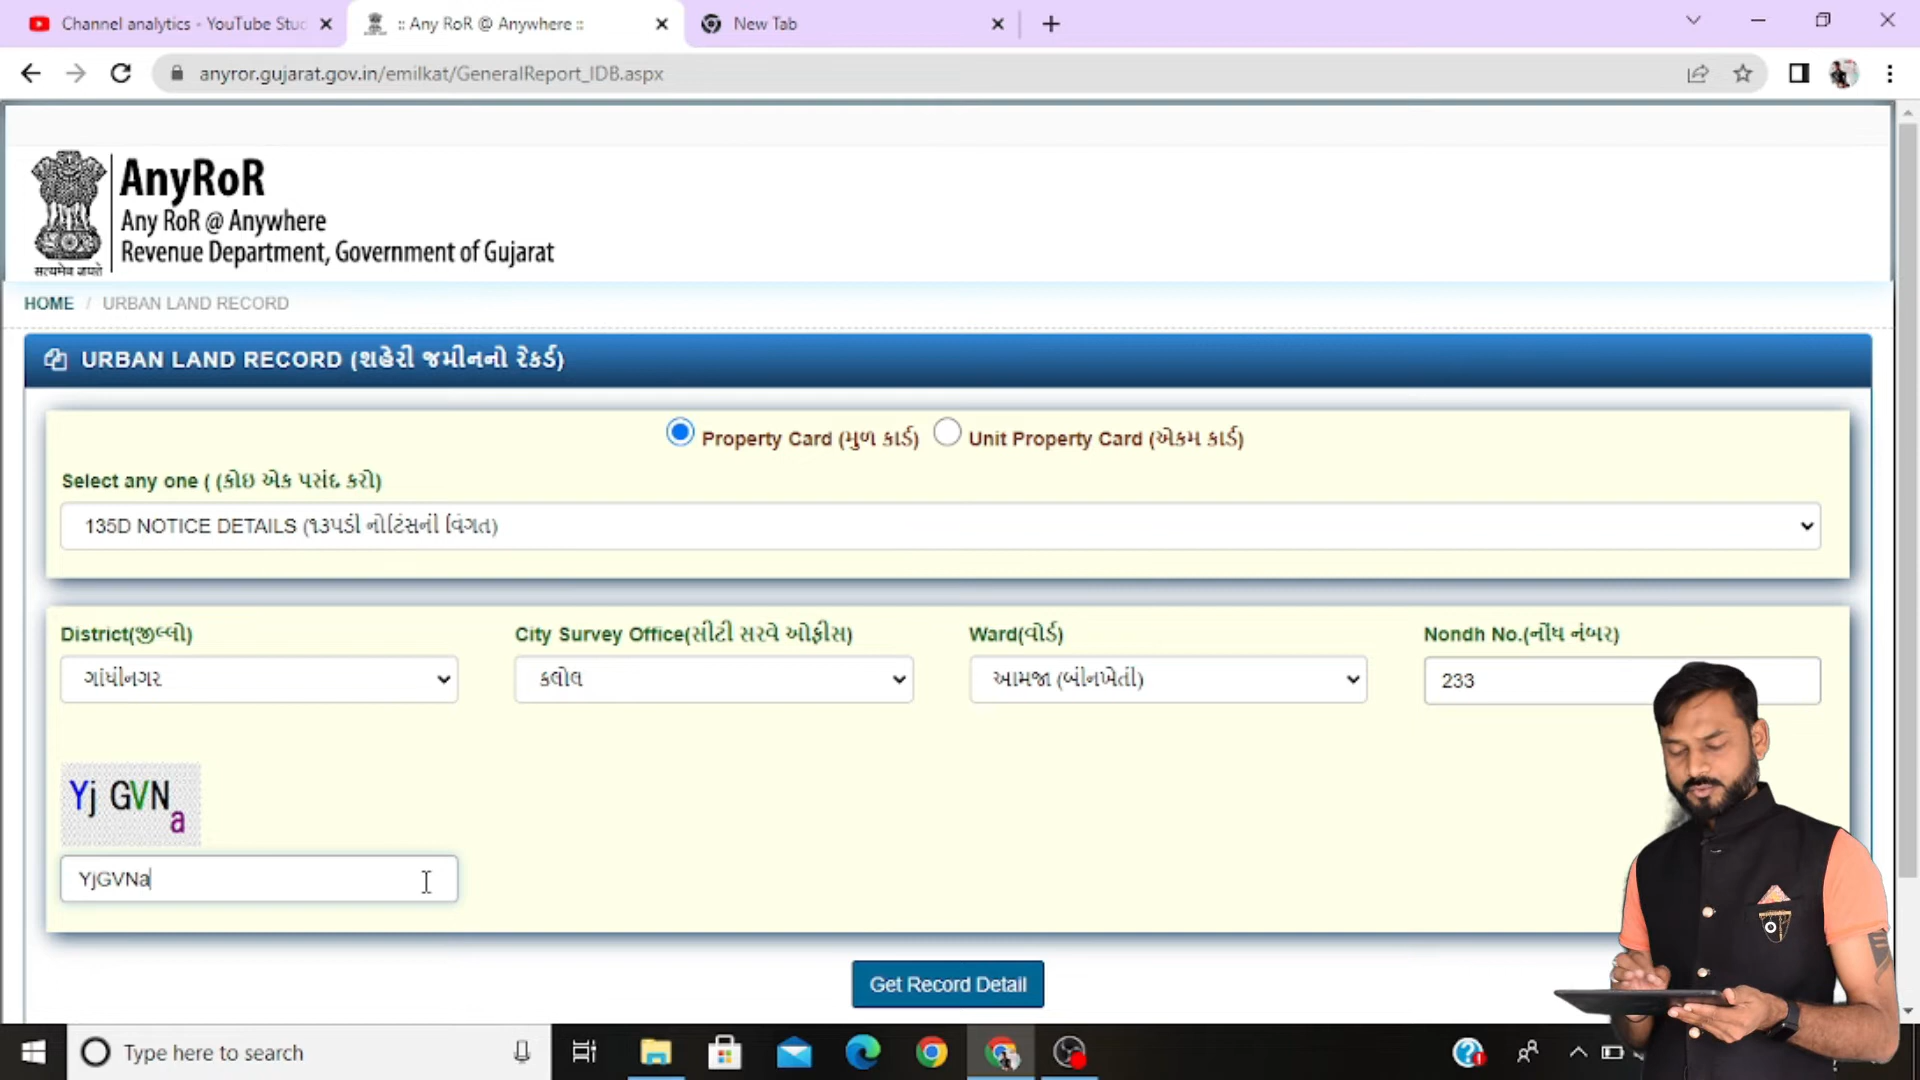 Channel analytics - YouTube Stud
:: Any RoR @ Anywhere ::
New Tab
anyror.gujarat.gov.in/emilkat/GeneralReport_IDB.aspx
AnyRoR
Any RoR @ Anywhere
Revenue Department, Government of Gujarat
सत्यमेव जयते
HOME / URBAN LAND RECORD
URBAN LAND RECORD (શહેરી જમીનનો રેકર્ડ)
Property Card (મુળ કાર્ડ) Unit Property Card (એકમ કાર્ડ)
Select any one ( (કોઇ એક પસંદ કરો)
135D NOTICE DETAILS (૧૩૫ડી નોટિસની વિગત)
District(જીલ્લો) City Survey Office(સીટી સરવે ઓફીસ) Ward(વોર્ડ) Nondh No.(નોંધ નંબર)
ગાંધીનગર કલોલ આમજા (બીનખેતી) 233
Yj GVN a
YjGVNa
Get Record Detail
Type here to search